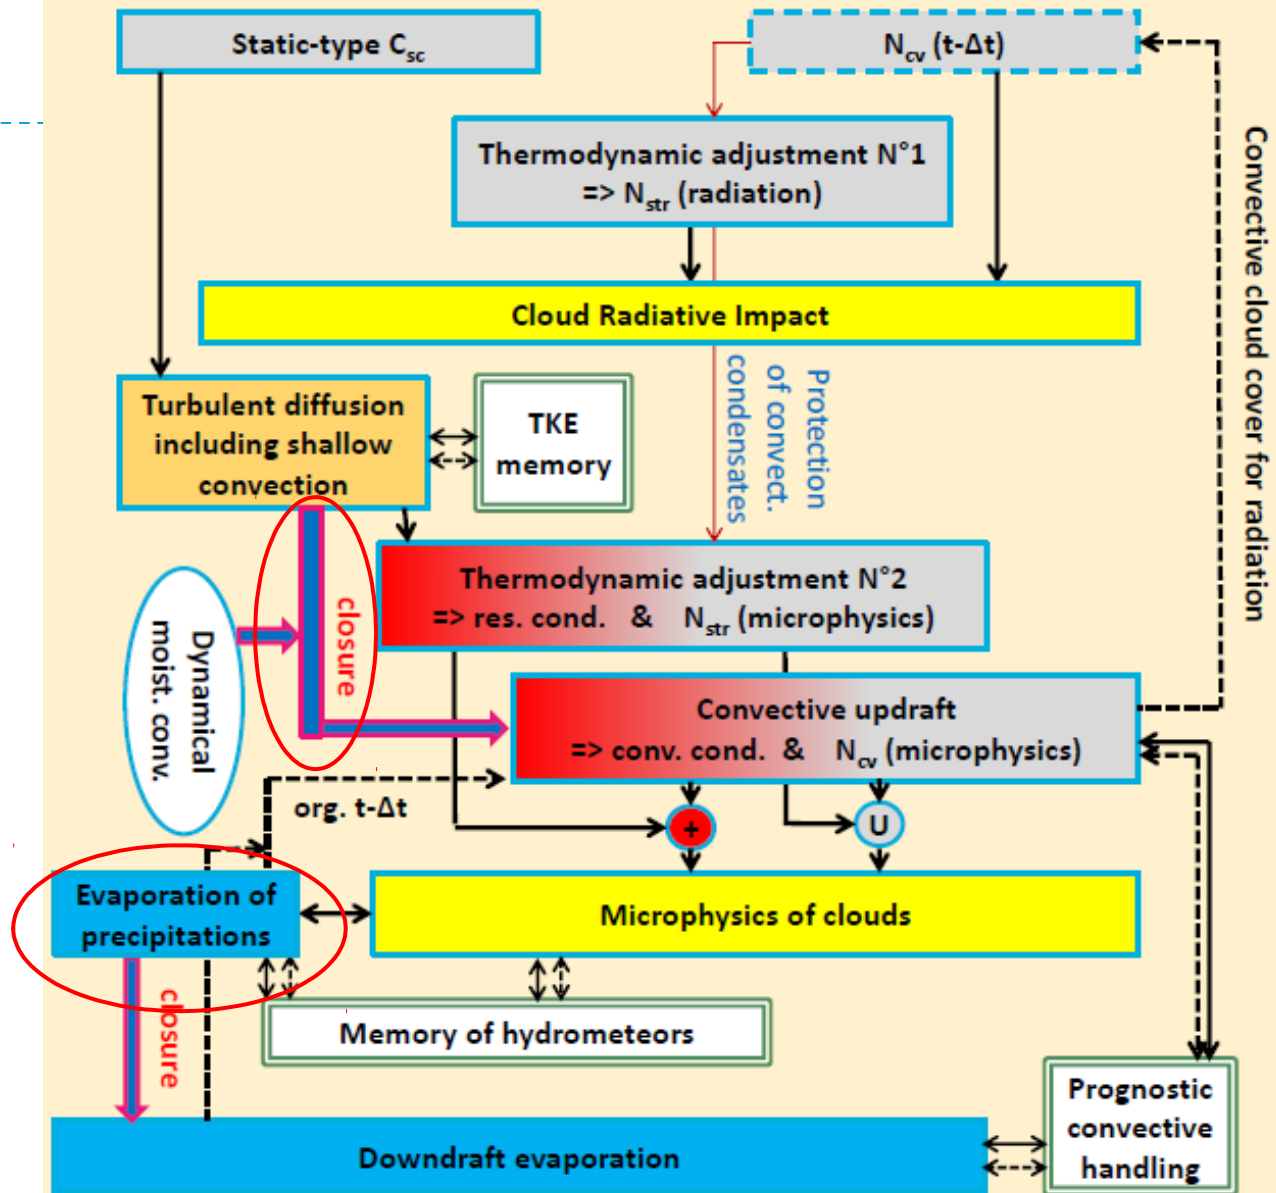 Static-type Csc
Ncv (t-Δt)
Thermodynamic adjustment N°1
=> Nstr (radiation)
Cloud Radiative Impact
Convective cloud cover for radiation
Turbulent diffusion
including shallow
convection
TKE
memory
Protection
of convect.
condensates
Thermodynamic adjustment N°2
=> res. cond. & Nstr (microphysics)
closure
Dynamical
moist. conv.
Convective updraft
=> conv. cond. & Ncv (microphysics)
org. t-Δt
+
U
Evaporation of
precipitations
Microphysics of clouds
closure
Memory of hydrometeors
Prognostic
convective
handling
Downdraft evaporation